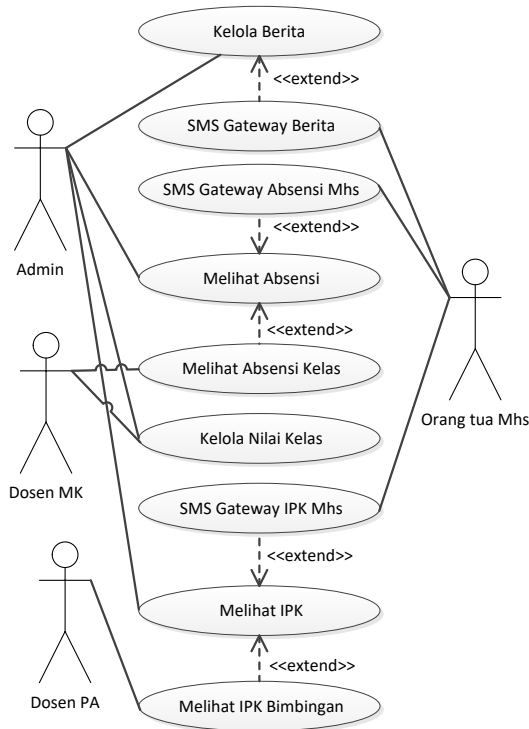 Kelola Berita
<<extend>>
SMS Gateway Berita
SMS Gateway Absensi Mhs
<<extend>>
Admin
Melihat Absensi
<<extend>>
Melihat Absensi Kelas
Orang tua Mhs
Kelola Nilai Kelas
Dosen MK
SMS Gateway IPK Mhs
<<extend>>
Melihat IPK
<<extend>>
Dosen PA
Melihat IPK Bimbingan